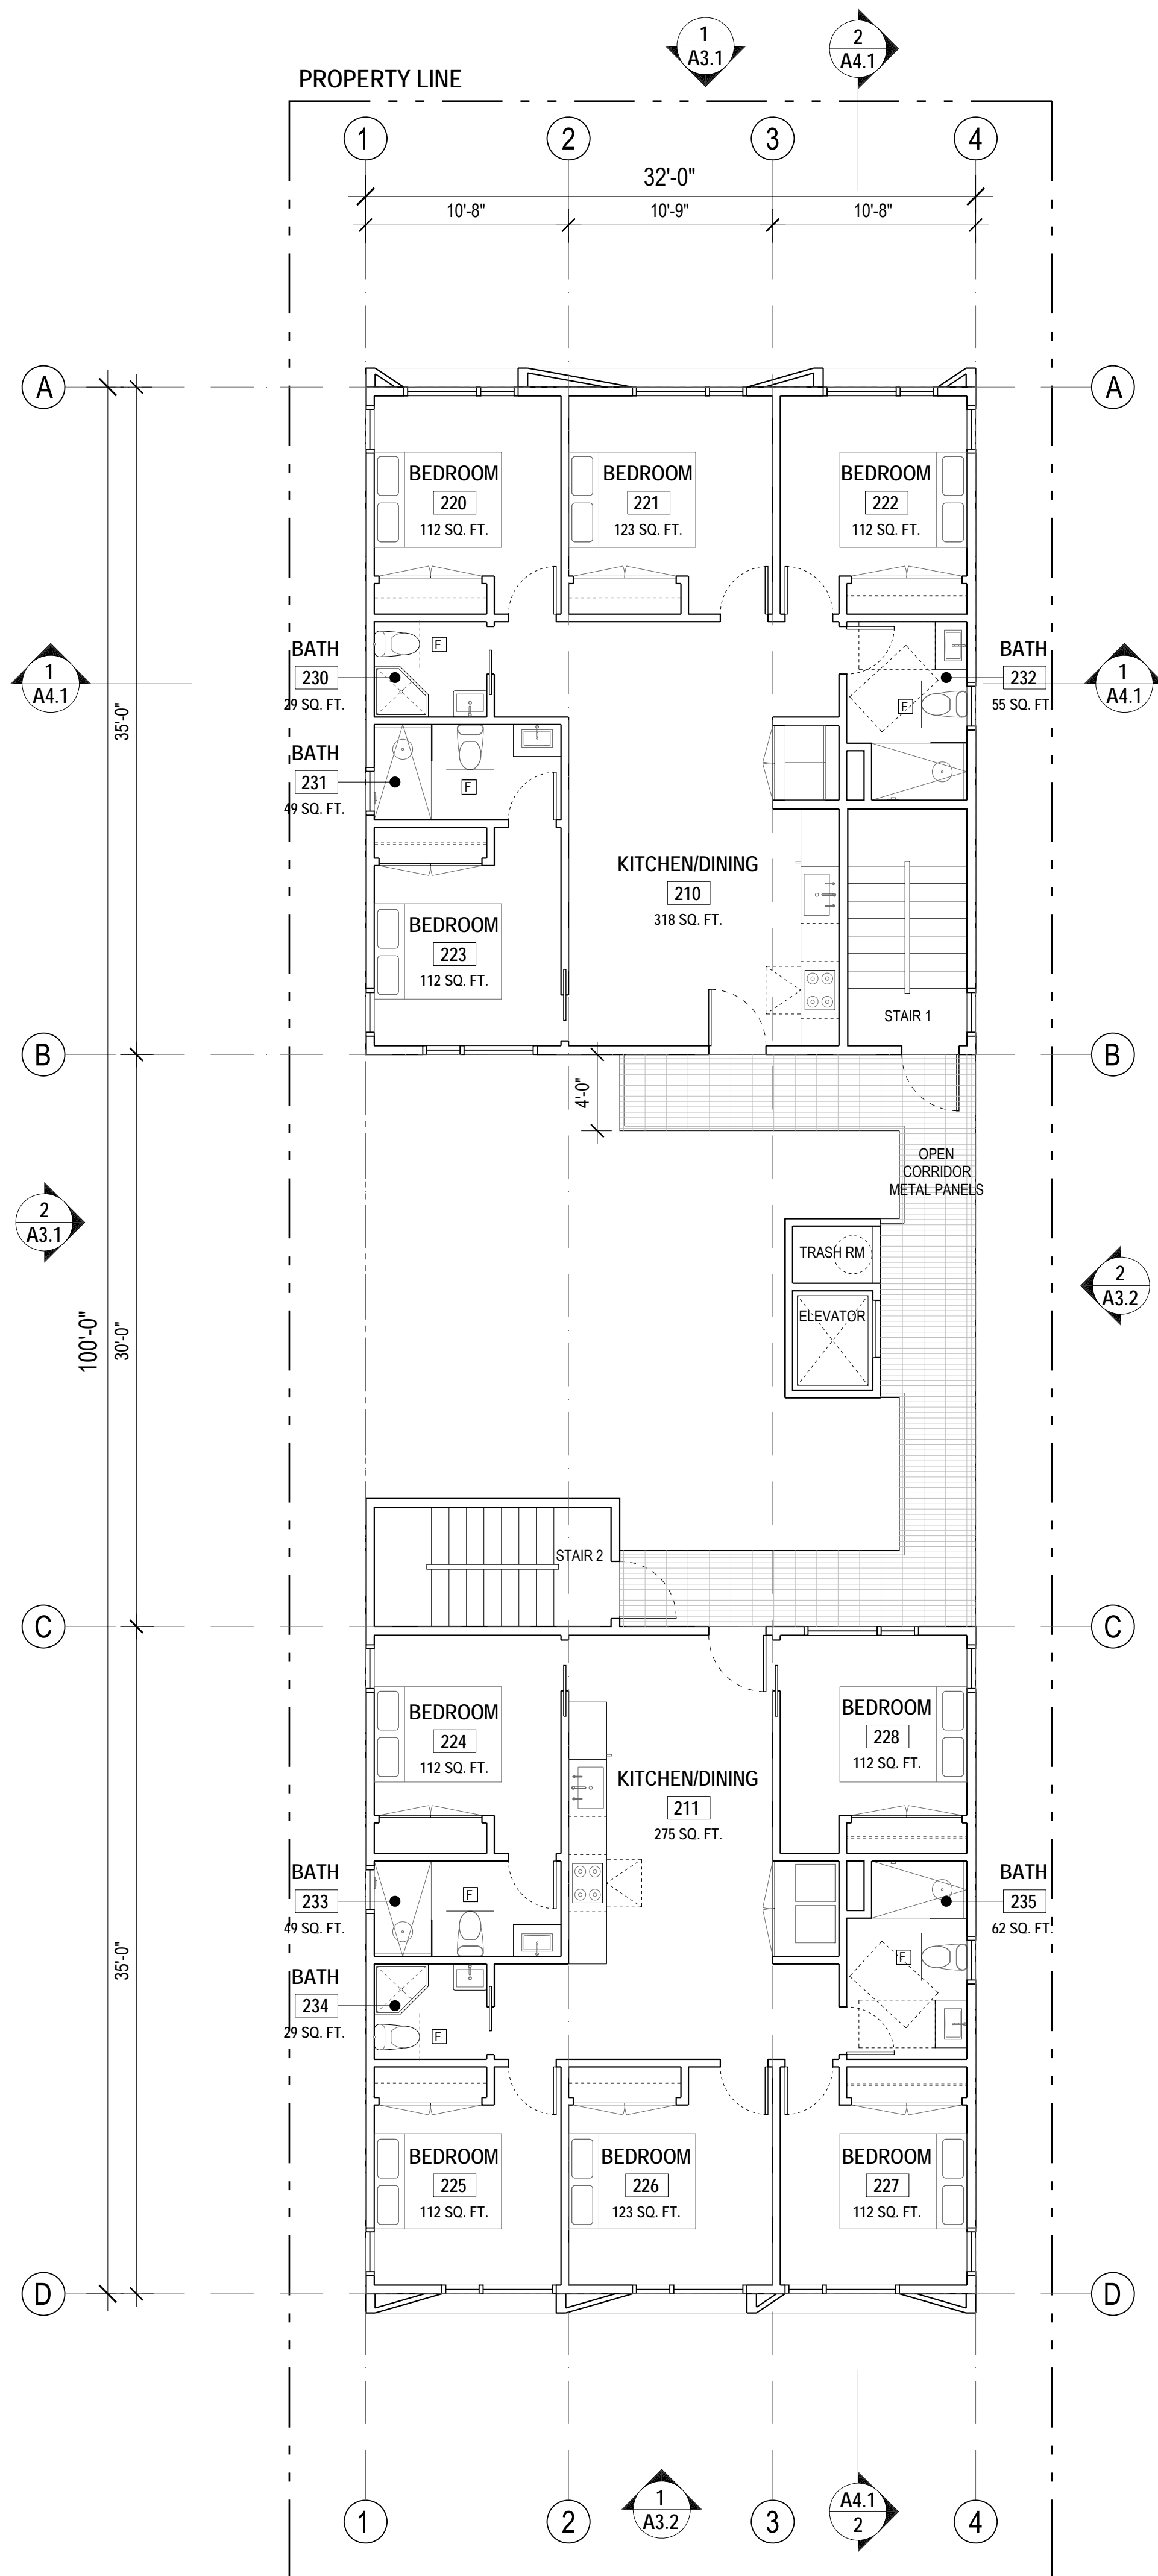 1
A3.1
2
A4.1
PROPERTY LINE
1
2
3
4
32'-0"
10'-8"
10'-9"
10'-8"
A
A
BEDROOM
220
112 SQ. FT.
BEDROOM
221
123 SQ. FT.
BEDROOM
222
112 SQ. FT.
BATH
230
29 SQ. FT.
F
BATH
232
55 SQ. FT.
F
1
A4.1
1
A4.1
35'-0"
BATH
231
49 SQ. FT.
F
KITCHEN/DINING
210
318 SQ. FT.
BEDROOM
223
112 SQ. FT.
STAIR 1
B
B
4'-0"
OPEN
CORRIDOR
METAL PANELS
2
A3.1
TRASH RM
2
A3.2
ELEVATOR
100'-0"
30'-0"
STAIR 2
C
C
BEDROOM
224
112 SQ. FT.
BEDROOM
228
112 SQ. FT.
KITCHEN/DINING
211
275 SQ. FT.
BATH
233
49 SQ. FT.
F
BATH
235
62 SQ. FT.
F
35'-0"
BATH
234
29 SQ. FT.
F
BEDROOM
225
112 SQ. FT.
BEDROOM
226
123 SQ. FT.
BEDROOM
227
112 SQ. FT.
D
D
1
2
1
A3.2
3
A4.1
2
4